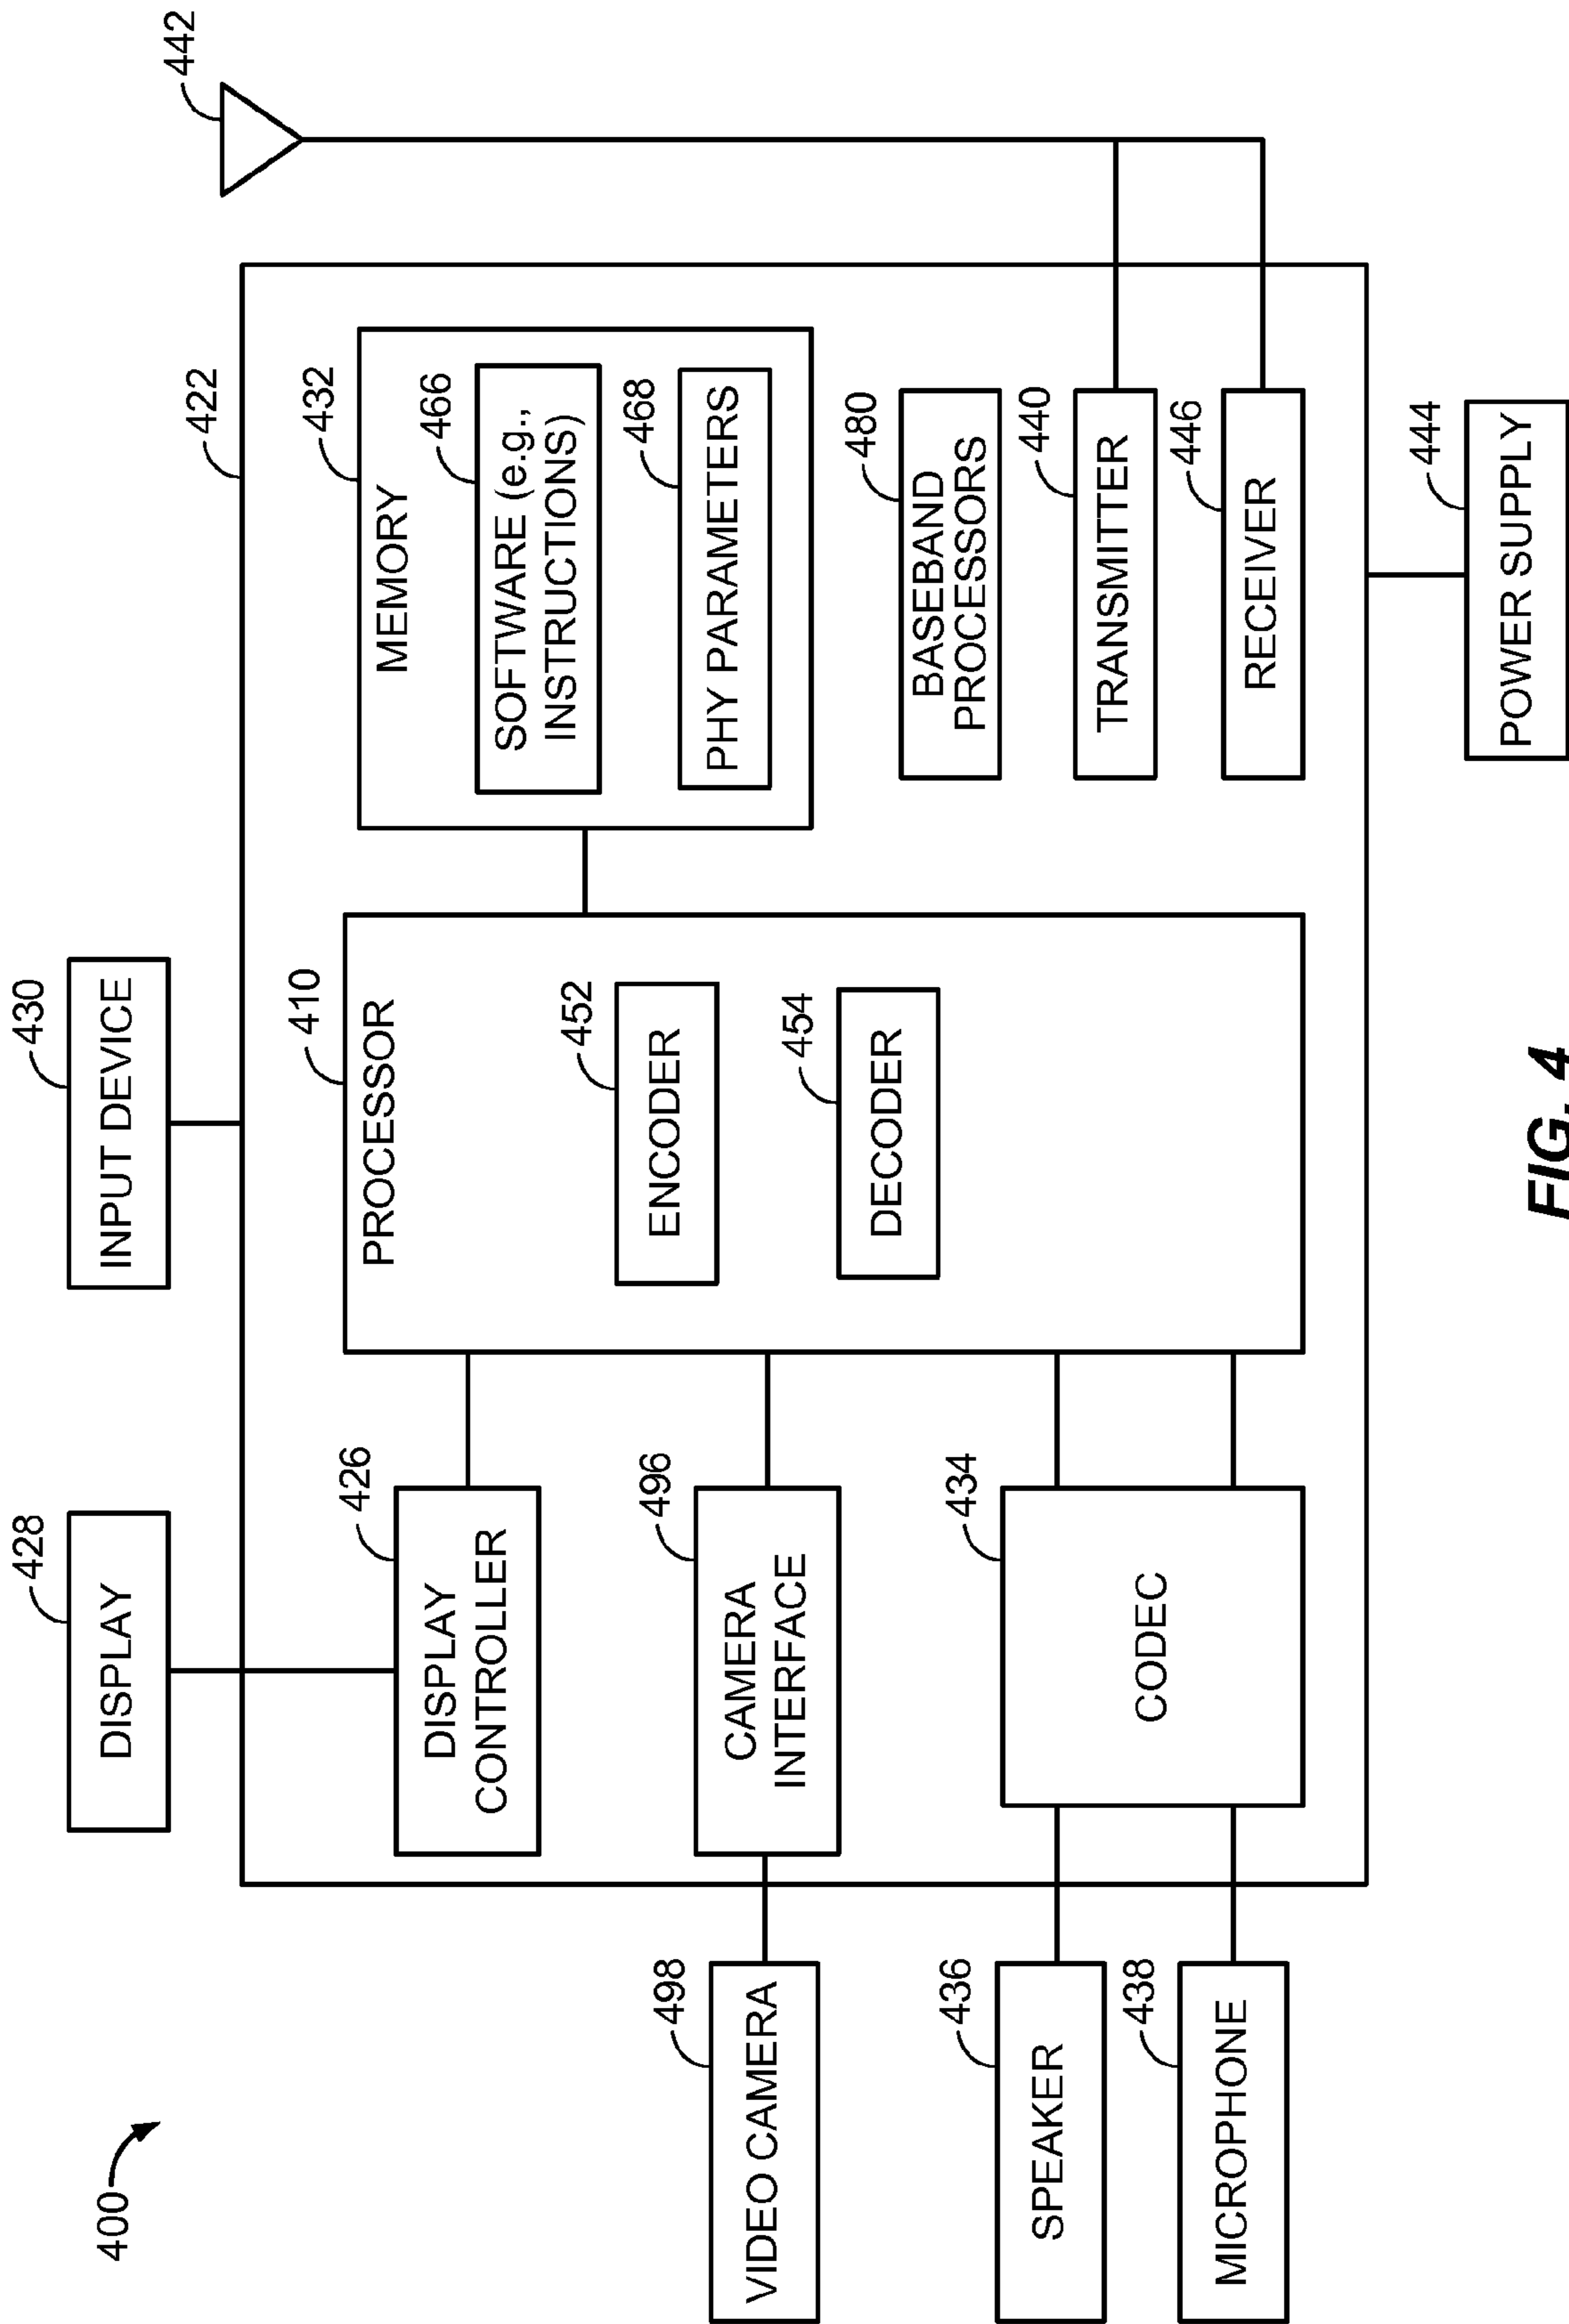 400
DISPLAY
428
INPUT DEVICE
430
442
422
DISPLAY
CONTROLLER
426
PROCESSOR
410
MEMORY
432
SOFTWARE (e.g.,
INSTRUCTIONS)
466
PHY PARAMETERS
468
ENCODER
452
DECODER
454
VIDEO CAMERA
498
CAMERA
INTERFACE
496
BASEBAND
PROCESSORS
480
SPEAKER
436
CODEC
434
TRANSMITTER
440
MICROPHONE
438
RECEIVER
446
POWER SUPPLY
444
FIG. 4